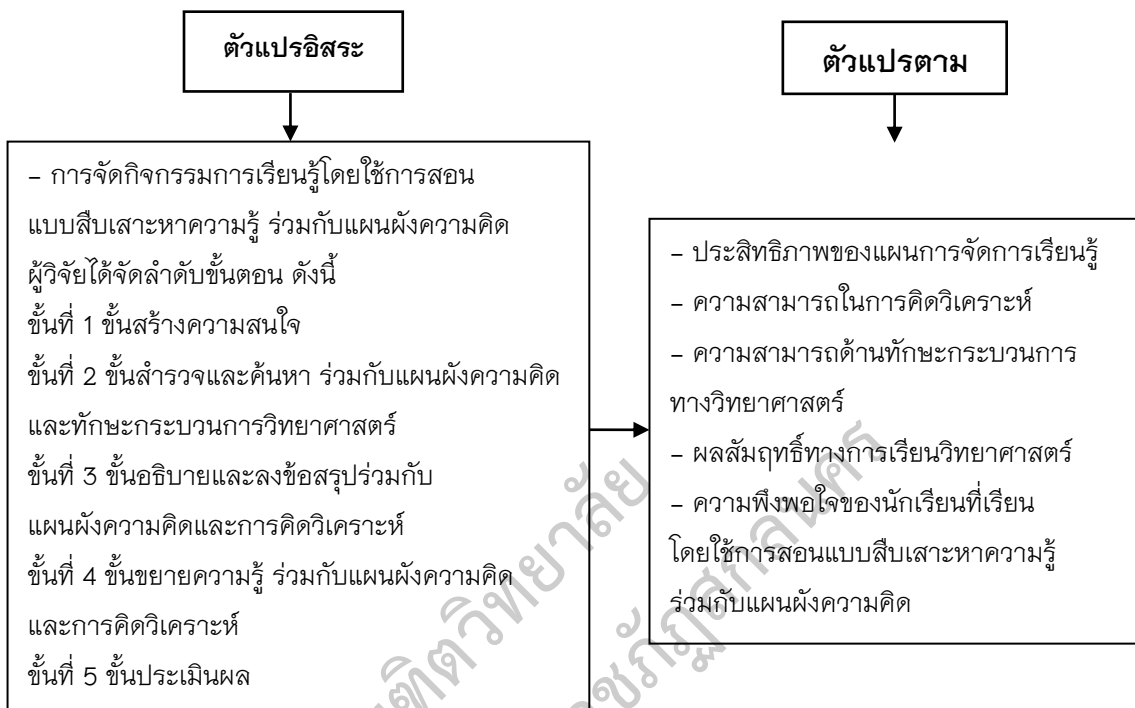 ตัวแปรอิสระ
– การจัดกิจกรรมการเรียนรู้โดยใช้การสอน
แบบสืบเสาะหาความรู้ ร่วมกับแผนผังความคิด
ผู้วิจัยได้จัดลำดับขั้นตอน ดังนี้
ขั้นที่ 1 ขั้นสร้างความสนใจ
ขั้นที่ 2 ขั้นสำรวจและค้นหา ร่วมกับแผนผังความคิด
และทักษะกระบวนการวิทยาศาสตร์
ขั้นที่ 3 ขั้นอธิบายและลงข้อสรุปร่วมกับ
แผนผังความคิดและการคิดวิเคราะห์
ขั้นที่ 4 ขั้นขยายความรู้ ร่วมกับแผนผังความคิด
และการคิดวิเคราะห์
ขั้นที่ 5 ขั้นประเมินผล
ตัวแปรตาม
– ประสิทธิภาพของแผนการจัดการเรียนรู้
– ความสามารถในการคิดวิเคราะห์
– ความสามารถด้านทักษะกระบวนการ
ทางวิทยาศาสตร์
– ผลสัมฤทธิ์ทางการเรียนวิทยาศาสตร์
– ความพึงพอใจของนักเรียนที่เรียน
โดยใช้การสอนแบบสืบเสาะหาความรู้
ร่วมกับแผนผังความคิด